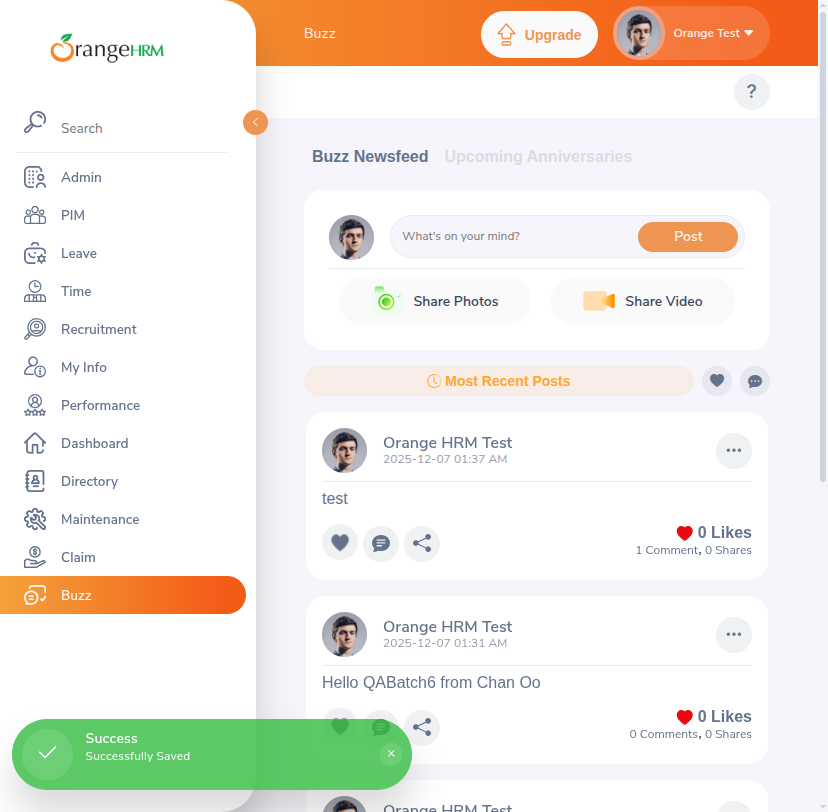 OrangeHRM
Buzz
Upgrade
Orange Test
?
Search
Admin
PIM
Leave
Time
Recruitment
My Info
Performance
Dashboard
Directory
Maintenance
Claim
Buzz
Buzz Newsfeed
Upcoming Anniversaries
What's on your mind?
Post
Share Photos
Share Video
Most Recent Posts
Orange HRM Test
2025-12-07 01:37 AM
test
0 Likes
1 Comment, 0 Shares
Orange HRM Test
2025-12-07 01:31 AM
Hello QABatch6 from Chan Oo
0 Likes
0 Comments, 0 Shares
Orange HRM Test
Success
Successfully Saved
×